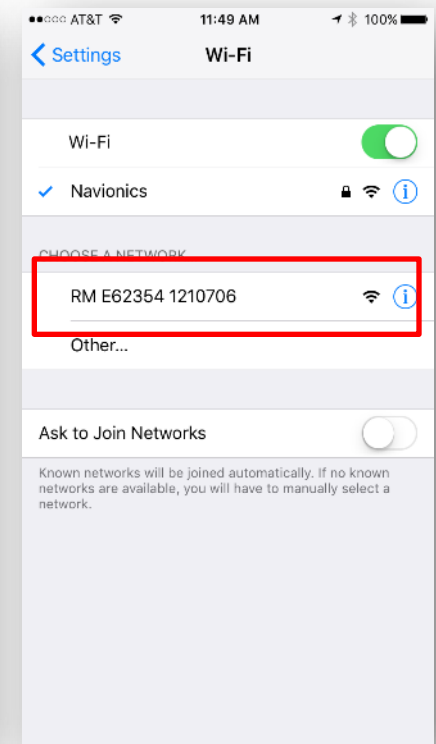 AT&T 11:49 AM 100%
Settings Wi-Fi
Wi-Fi
Navionics
CHOOSE A NETWORK
RM E62354 1210706
Other...
Ask to Join Networks
Known networks will be joined automatically. If no known
networks are available, you will have to manually select a
network.